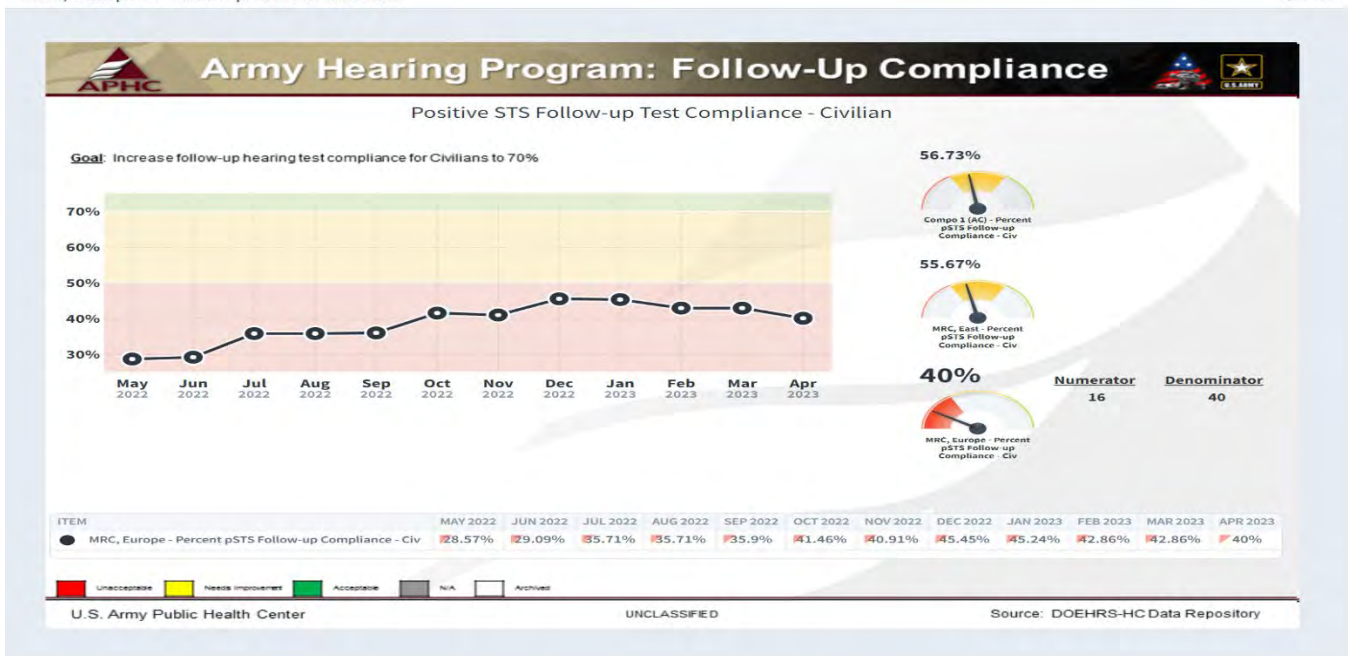 APHC
Army Hearing Program: Follow-Up Compliance
U.S.ARMY
Positive STS Follow-up Test Compliance - Civilian
Goal: Increase follow-up hearing test compliance for Civilians to 70%
70%
60%
50%
40%
30%
May Jun Jul Aug Sep Oct Nov Dec Jan Feb Mar Apr
2022 2022 2022 2022 2022 2022 2022 2022 2023 2023 2023 2023
56.73%
Compo 1 (AC) - Percent
pSTS Follow-up
Compliance - Civ
55.67%
MRC, East - Percent
pSTS Follow-up
Compliance - Civ
40%
MRC, Europe - Percent
pSTS Follow-up
Compliance - Civ
Numerator Denominator
16 40
ITEM MAY 2022 JUN 2022 JUL 2022 AUG 2022 SEP 2022 OCT 2022 NOV 2022 DEC 2022 JAN 2023 FEB 2023 MAR 2023 APR 2023
MRC, Europe - Percent pSTS Follow-up Compliance - Civ 28.57% 29.09% 35.71% 35.71% 35.9% 41.46% 40.91% 45.45% 45.24% 42.86% 42.86% 40%
Unacceptable Needs Improvement Acceptable N/A Archived
U.S. Army Public Health Center UNCLASSIFIED Source: DOEHRS-HC Data Repository